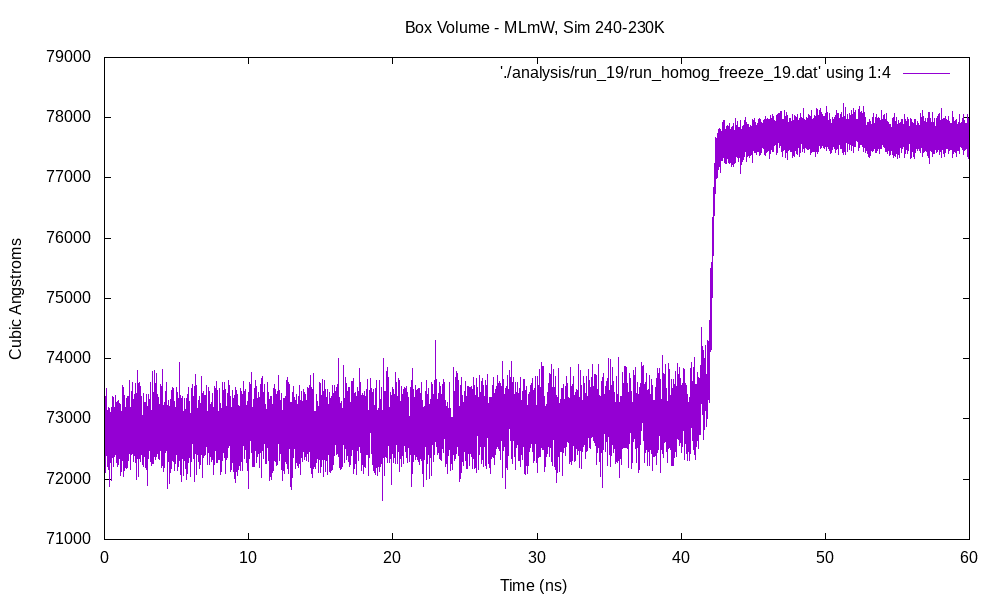 Box Volume - MLmW, Sim 240-230K
'./analysis/run_19/run_homog_freeze_19.dat' using 1:4
79000
78000
77000
76000
75000
74000
73000
72000
71000
Cubic Angstroms
0 10 20 30 40 50 60
Time (ns)